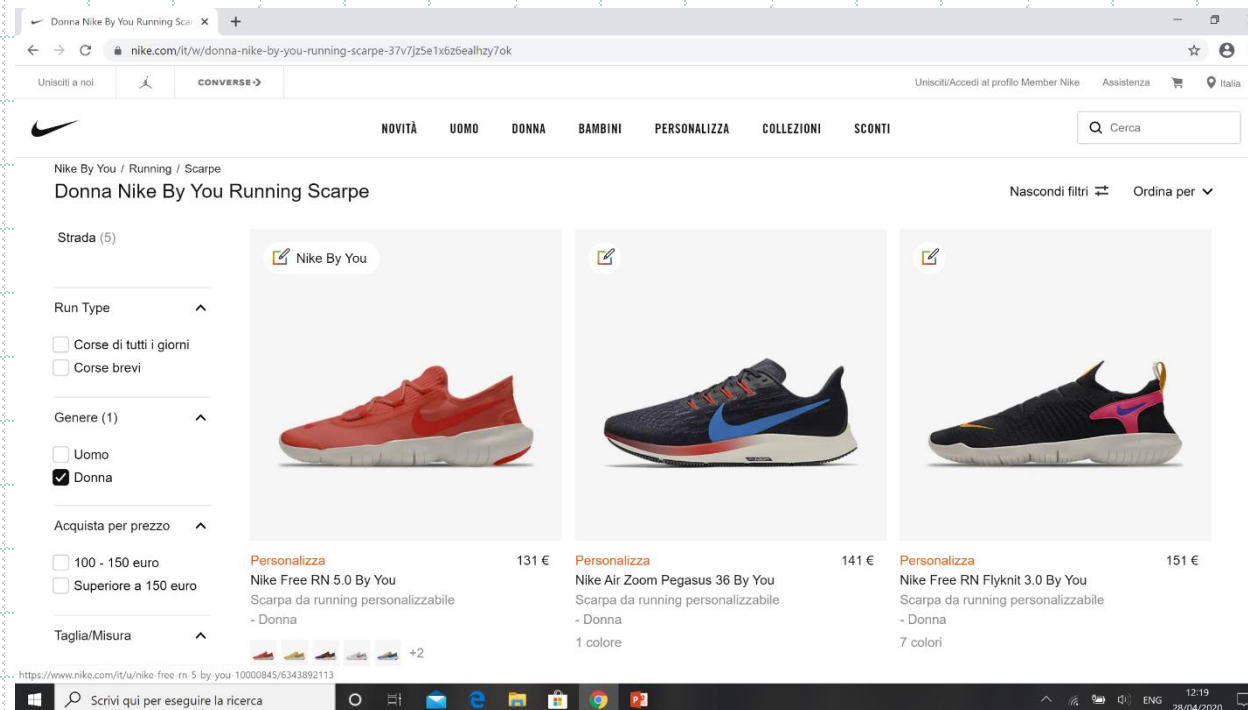 Donna Nike By You Running Scar
nike.com/it/w/donna-nike-by-you-running-scarpe-37v7jz5e1x6z6ealhzy7ok
Unisciti a noi CONVERSE Unisciti/Accedi al profilo Member Nike Assistenza Italia
NOVITÀ UOMO DONNA BAMBINI PERSONALIZZA COLLEZIONI SCONTI Cerca
Nike By You / Running / Scarpe
Donna Nike By You Running Scarpe Nascondi filtri Ordina per
Strada (5)
Nike By You
Run Type
Corse di tutti i giorni
Corse brevi
Genere (1)
Uomo
Donna
Acquista per prezzo
100 - 150 euro
Superiore a 150 euro
Taglia/Misura
Personalizza 131 €
Nike Free RN 5.0 By You
Scarpa da running personalizzabile
- Donna
+2
Personalizza 141 €
Nike Air Zoom Pegasus 36 By You
Scarpa da running personalizzabile
- Donna
1 colore
Personalizza 151 €
Nike Free RN Flyknit 3.0 By You
Scarpa da running personalizzabile
- Donna
7 colori
https://www.nike.com/it/u/nike-free-rn-5-by-you-10000845/6343892113
Scrivi qui per eseguire la ricerca ENG 12:19
28/04/2020